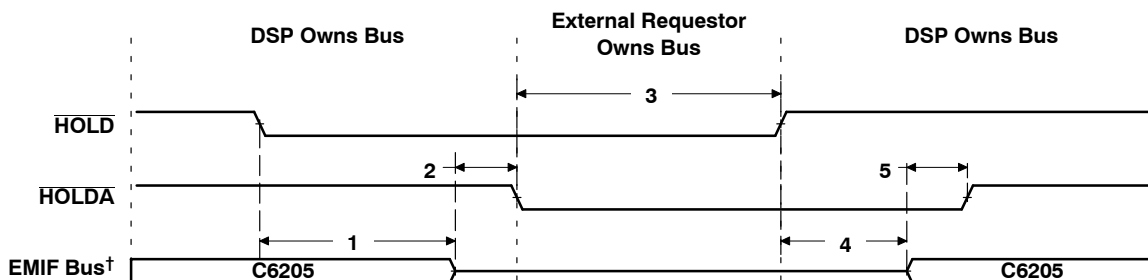 DSP Owns Bus
External Requestor
Owns Bus
DSP Owns Bus
3
HOLD
2
5
HOLDA
1
4
EMIF Bus†
C6205
C6205